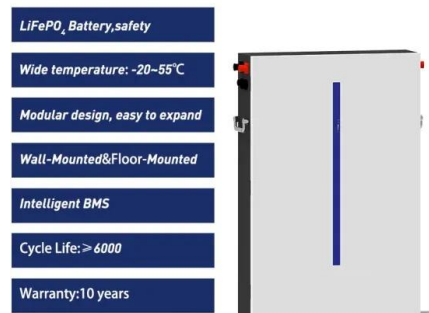 LiFePO₄ Battery,safety
Wide temperature: -20~55℃
Modular design, easy to expand
Wall-Mounted&Floor-Mounted
Intelligent BMS
Cycle Life:≥6000
Warranty:10 years